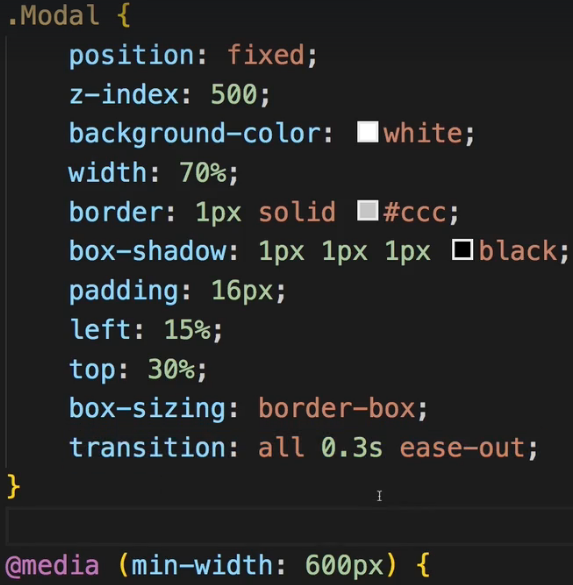 .Modal {
position: fixed;
z-index: 500;
background-color: white;
width: 70%;
border: 1px solid #ccc;
box-shadow: 1px 1px 1px black;
padding: 16px;
left: 15%;
top: 30%;
box-sizing: border-box;
transition: all 0.3s ease-out;
}
@media (min-width: 600px) {